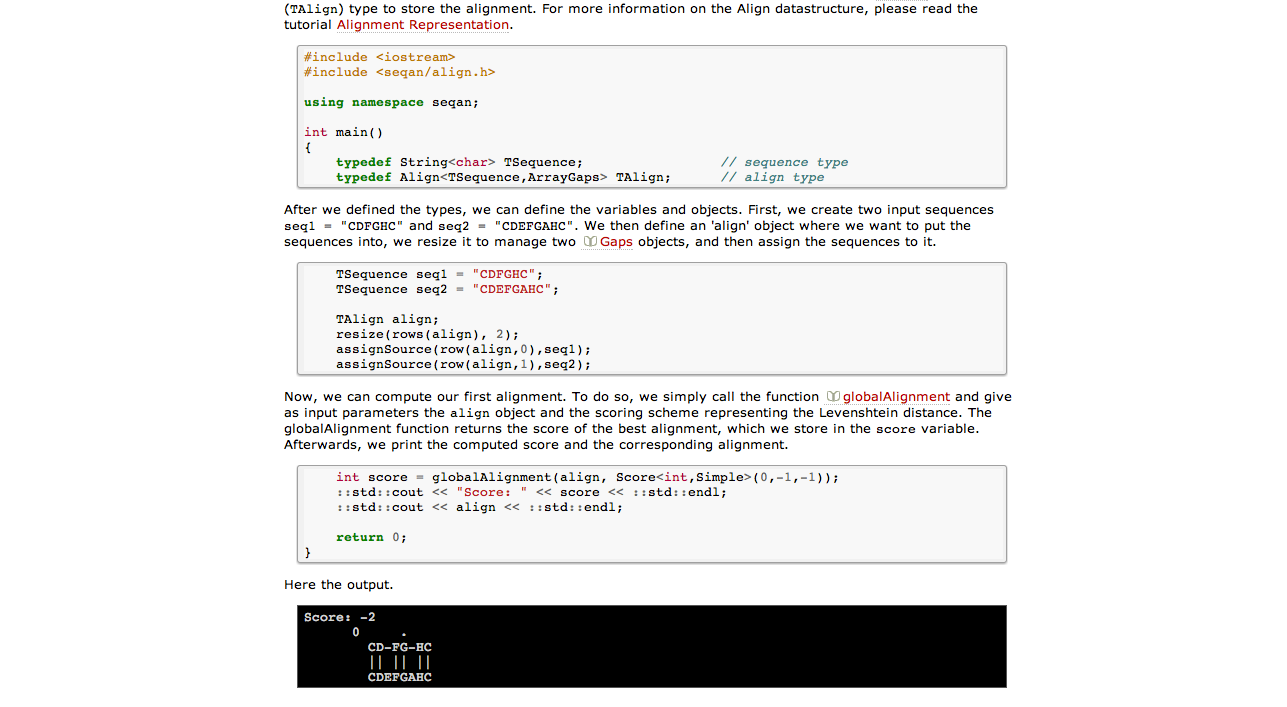 (TAlign) type to store the alignment. For more information on the Align datastructure, please read the
tutorial Alignment Representation.
#include <iostream>
#include <seqan/align.h>
using namespace seqan;
int main()
{
typedef String<char> TSequence; // sequence type
typedef Align<TSequence,ArrayGaps> TAlign; // align type
After we defined the types, we can define the variables and objects. First, we create two input sequences
seq1 = "CDFGHC" and seq2 = "CDEFGAHC". We then define an 'align' object where we want to put the
sequences into, we resize it to manage two Gaps objects, and then assign the sequences to it.
TSequence seq1 = "CDFGHC";
TSequence seq2 = "CDEFGAHC";
TAlign align;
resize(rows(align), 2);
assignSource(row(align,0),seq1);
assignSource(row(align,1),seq2);
Now, we can compute our first alignment. To do so, we simply call the function globalAlignment and give
as input parameters the align object and the scoring scheme representing the Levenshtein distance. The
globalAlignment function returns the score of the best alignment, which we store in the score variable.
Afterwards, we print the computed score and the corresponding alignment.
int score = globalAlignment(align, Score<int,Simple>(0,-1,-1));
::std::cout << "Score: " << score << ::std::endl;
::std::cout << align << ::std::endl;
return 0;
}
Here the output.
Score: -2
0 .
CD-FG-HC
|| || ||
CDEFGAHC